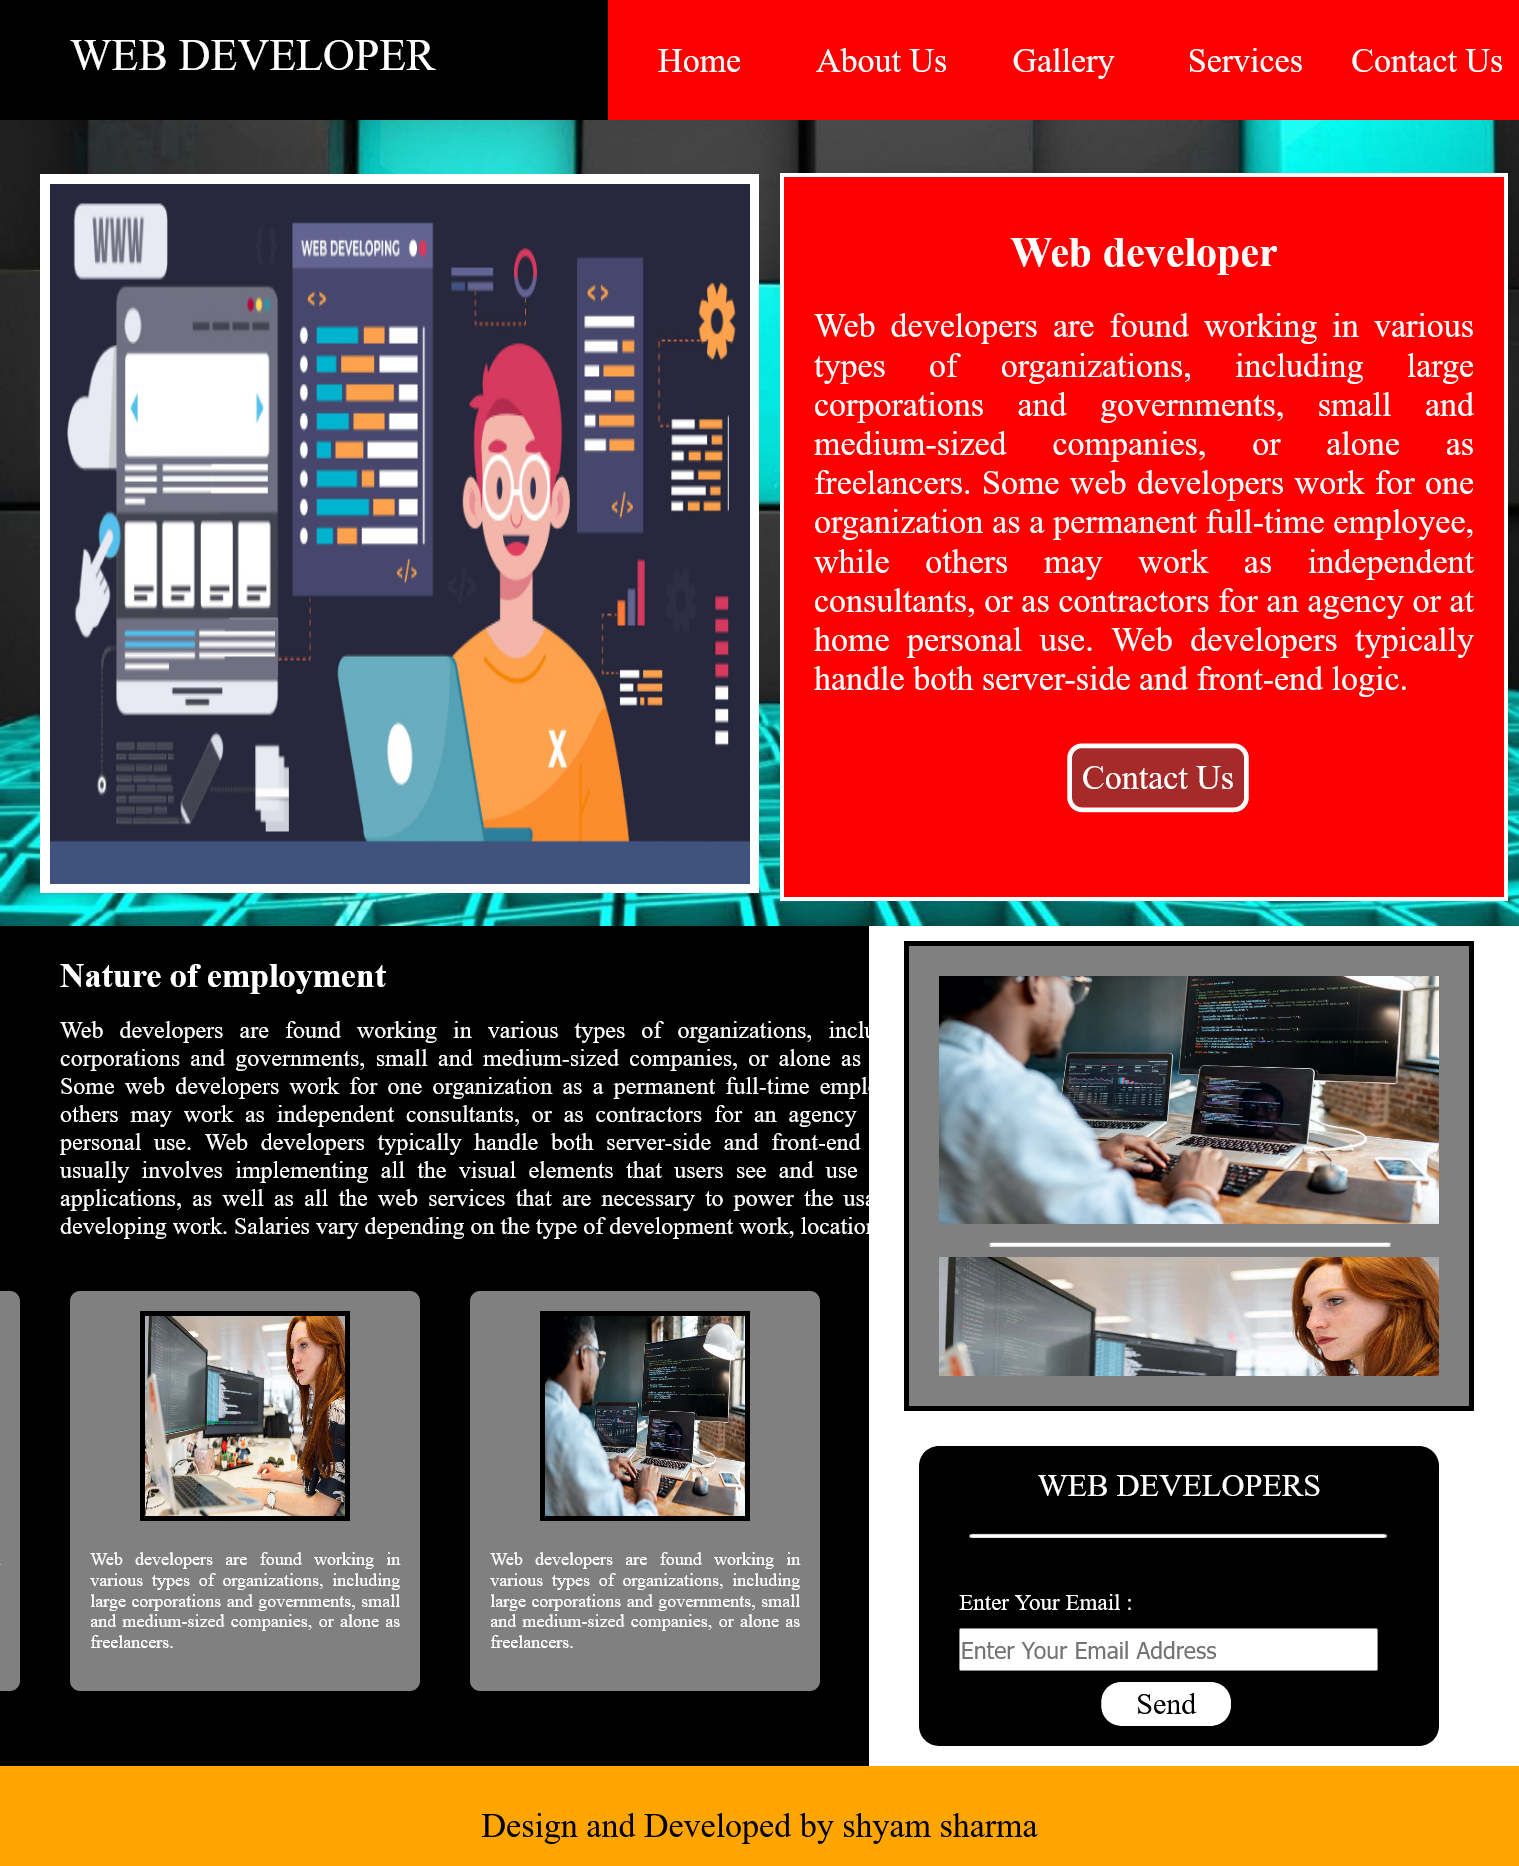 WEB DEVELOPER
Home About Us Gallery Services Contact Us
WWW
WEB DEVELOPING
X
Web developer
Web developers are found working in various
types of organizations, including large
corporations and governments, small and
medium-sized companies, or alone as
freelancers. Some web developers work for one
organization as a permanent full-time employee,
while others may work as independent
consultants, or as contractors for an agency or at
home personal use. Web developers typically
handle both server-side and front-end logic.
Contact Us
Nature of employment
Web developers are found working in various types of organizations, inclu
corporations and governments, small and medium-sized companies, or alone as
Some web developers work for one organization as a permanent full-time empl
others may work as independent consultants, or as contractors for an agency
personal use. Web developers typically handle both server-side and front-end
usually involves implementing all the visual elements that users see and use
applications, as well as all the web services that are necessary to power the usa
developing work. Salaries vary depending on the type of development work, location
Web developers are found working in
various types of organizations, including
large corporations and governments, small
and medium-sized companies, or alone as
freelancers.
Web developers are found working in
various types of organizations, including
large corporations and governments, small
and medium-sized companies, or alone as
freelancers.
WEB DEVELOPERS
Enter Your Email :
Enter Your Email Address
Send
Design and Developed by shyam sharma